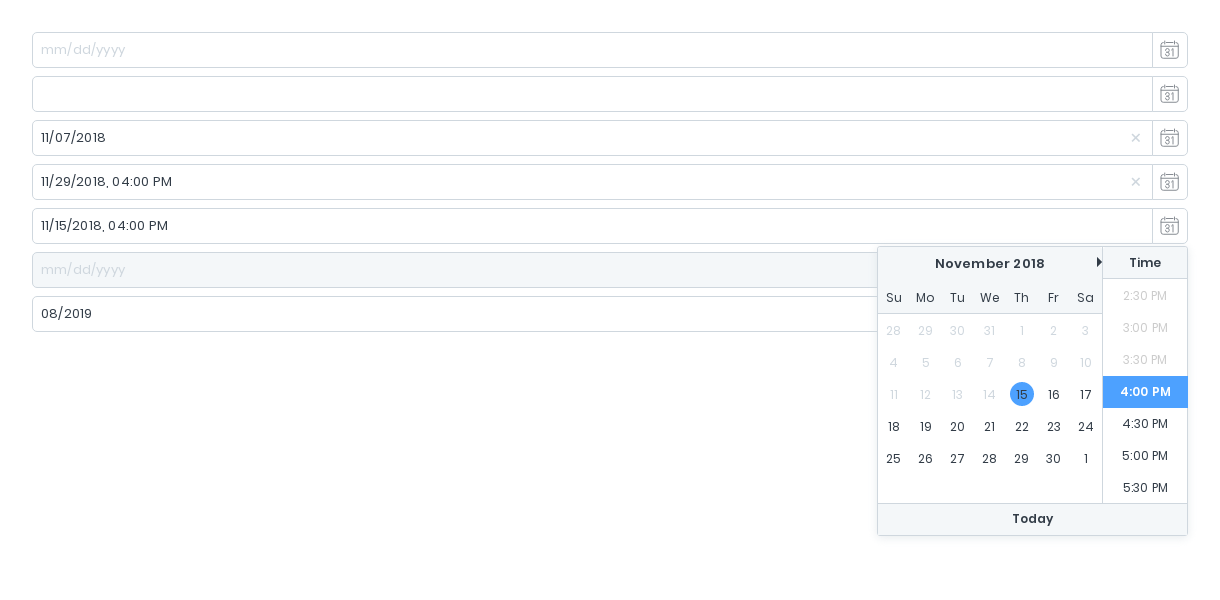 mm/dd/yyyy
31
31
11/07/2018 × 31
11/29/2018, 04:00 PM × 31
11/15/2018, 04:00 PM 31
mm/dd/yyyy
08/2019
November 2018
Su Mo Tu We Th Fr Sa
28 29 30 31 1 2 3
4 5 6 7 8 9 10
11 12 13 14 15 16 17
18 19 20 21 22 23 24
25 26 27 28 29 30 1
Time
2:30 PM
3:00 PM
3:30 PM
4:00 PM
4:30 PM
5:00 PM
5:30 PM
Today